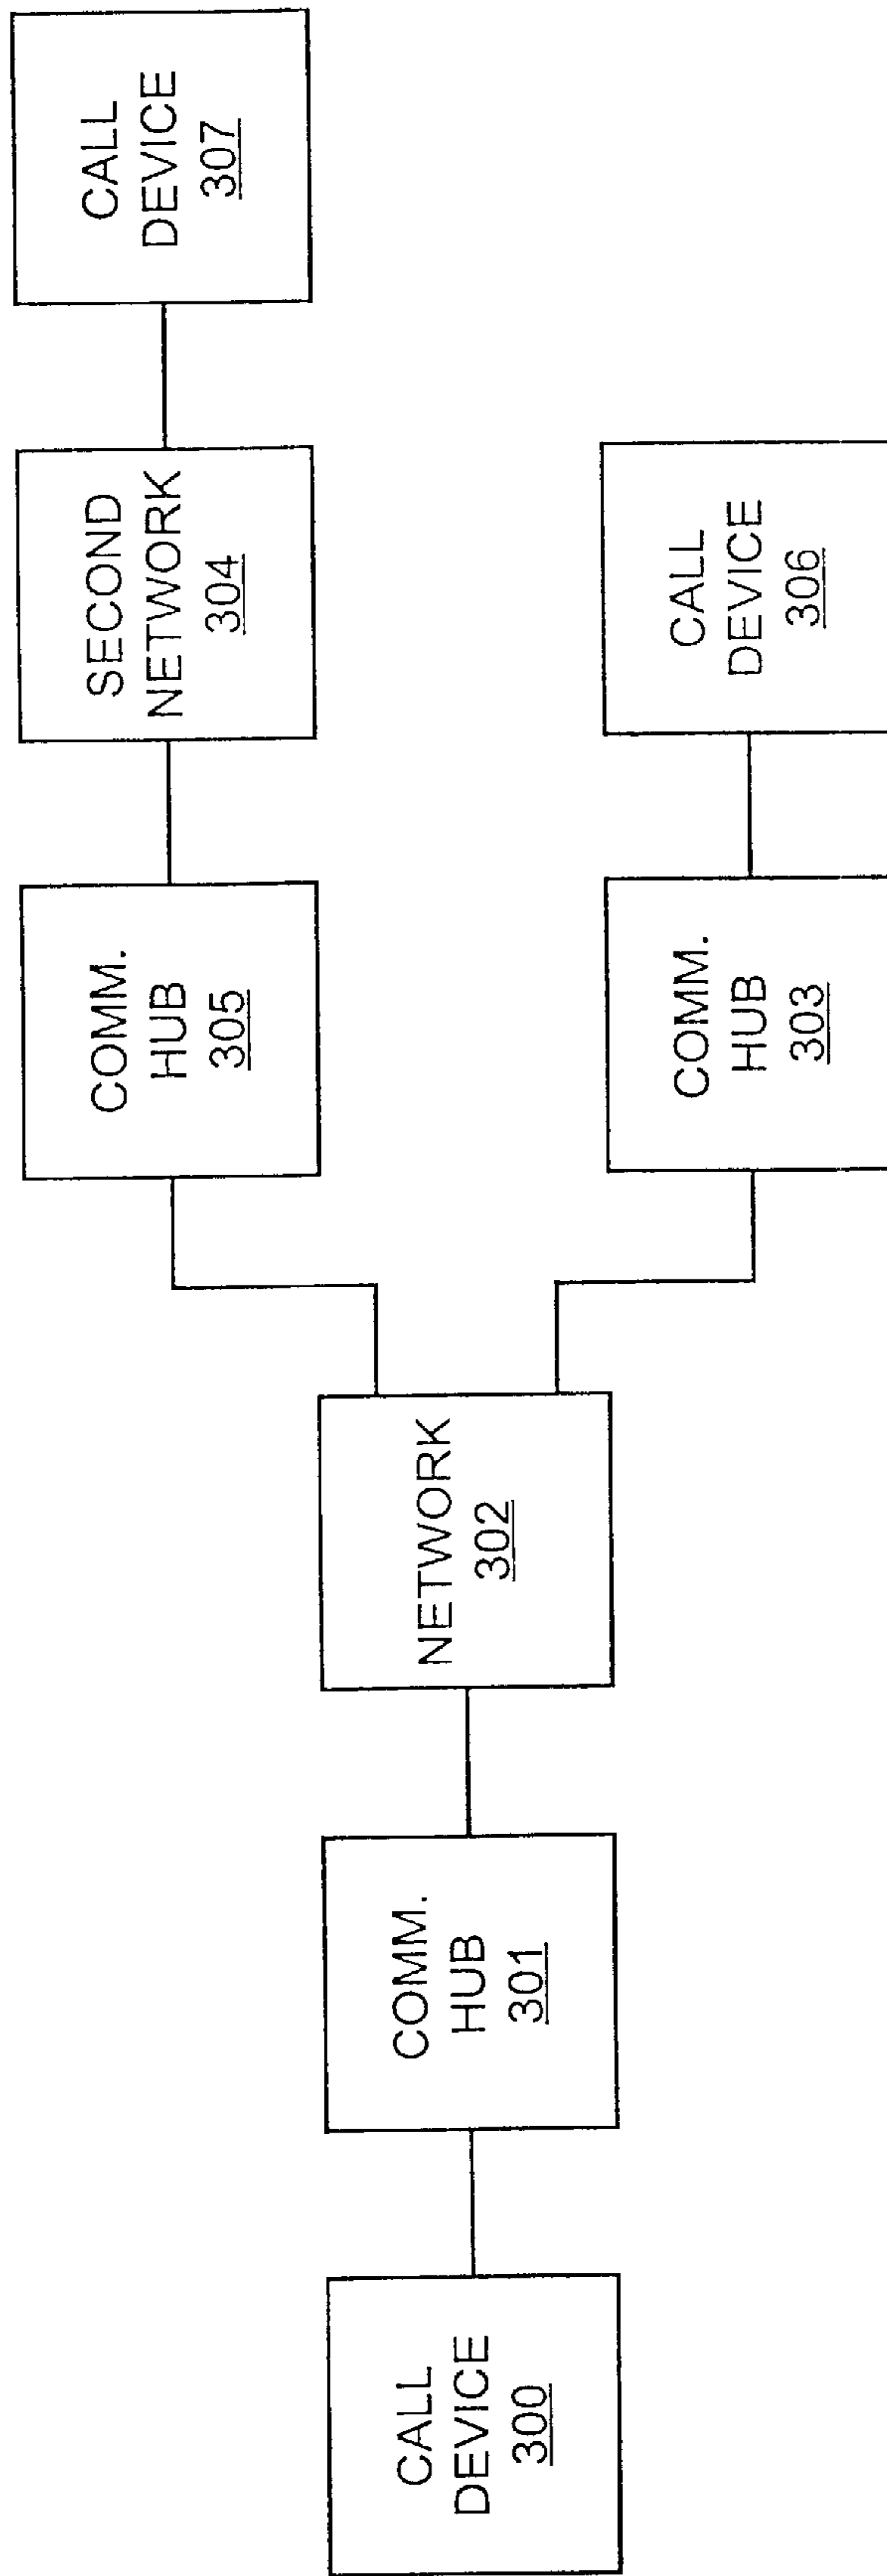 CALL
DEVICE
300
COMM.
HUB
301
NETWORK
302
COMM.
HUB
305
SECOND
NETWORK
304
CALL
DEVICE
307
COMM.
HUB
303
CALL
DEVICE
306